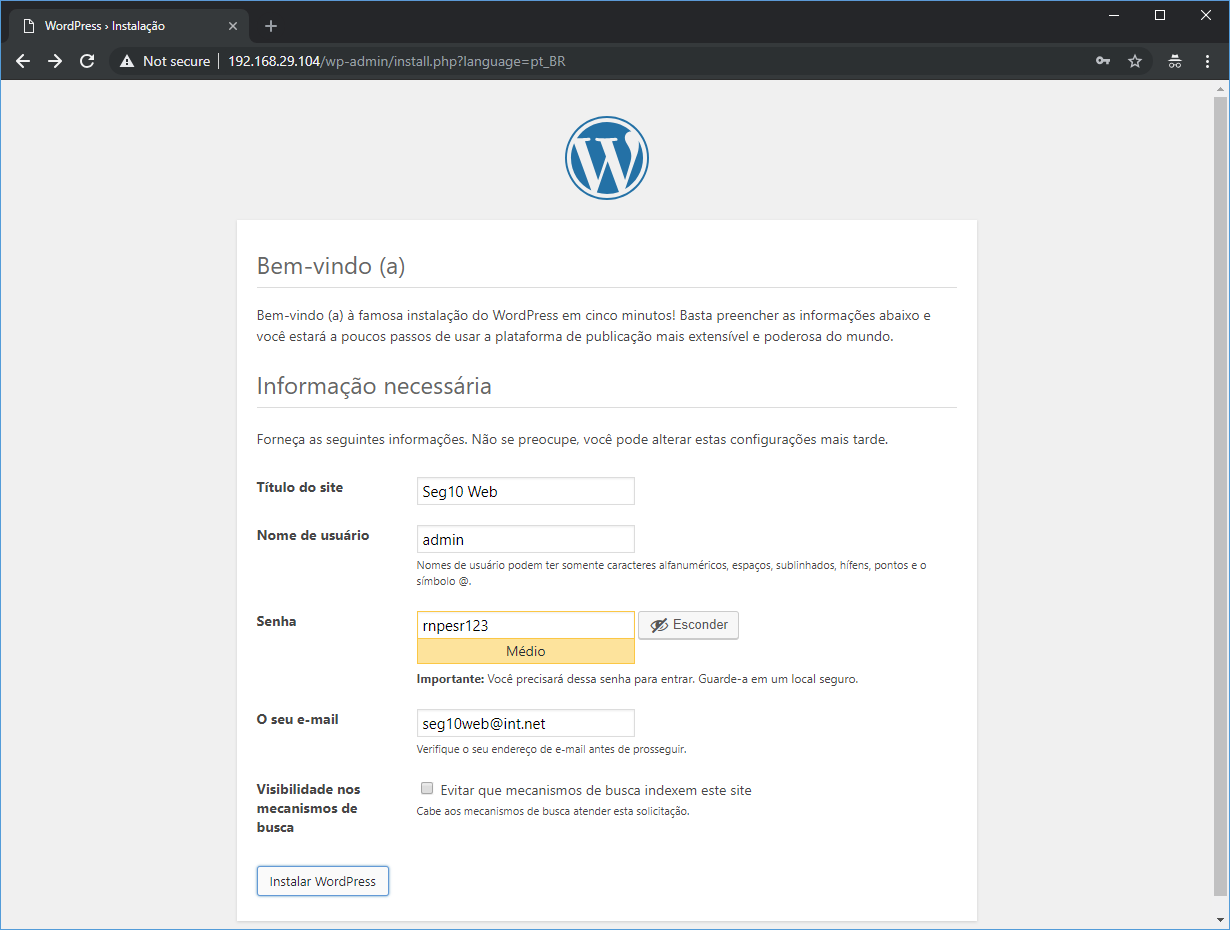 WordPress › Instalação
Not secure
192.168.29.104/wp-admin/install.php?language=pt_BR
Bem-vindo (a)
Bem-vindo (a) à famosa instalação do WordPress em cinco minutos! Basta preencher as informações abaixo e
você estará a poucos passos de usar a plataforma de publicação mais extensível e poderosa do mundo.
Informação necessária
Forneça as seguintes informações. Não se preocupe, você pode alterar estas configurações mais tarde.
Título do site
Seg10 Web
Nome de usuário
admin
Nomes de usuário podem ter somente caracteres alfanuméricos, espaços, sublinhados, hífens, pontos e o
símbolo @.
Senha
rnpesr123
Esconder
Médio
Importante: Você precisará dessa senha para entrar. Guarde-a em um local seguro.
O seu e-mail
seg10web@int.net
Verifique o seu endereço de e-mail antes de prosseguir.
Visibilidade nos
mecanismos de
busca
Evitar que mecanismos de busca indexem este site
Cabe aos mecanismos de busca atender esta solicitação.
Instalar WordPress